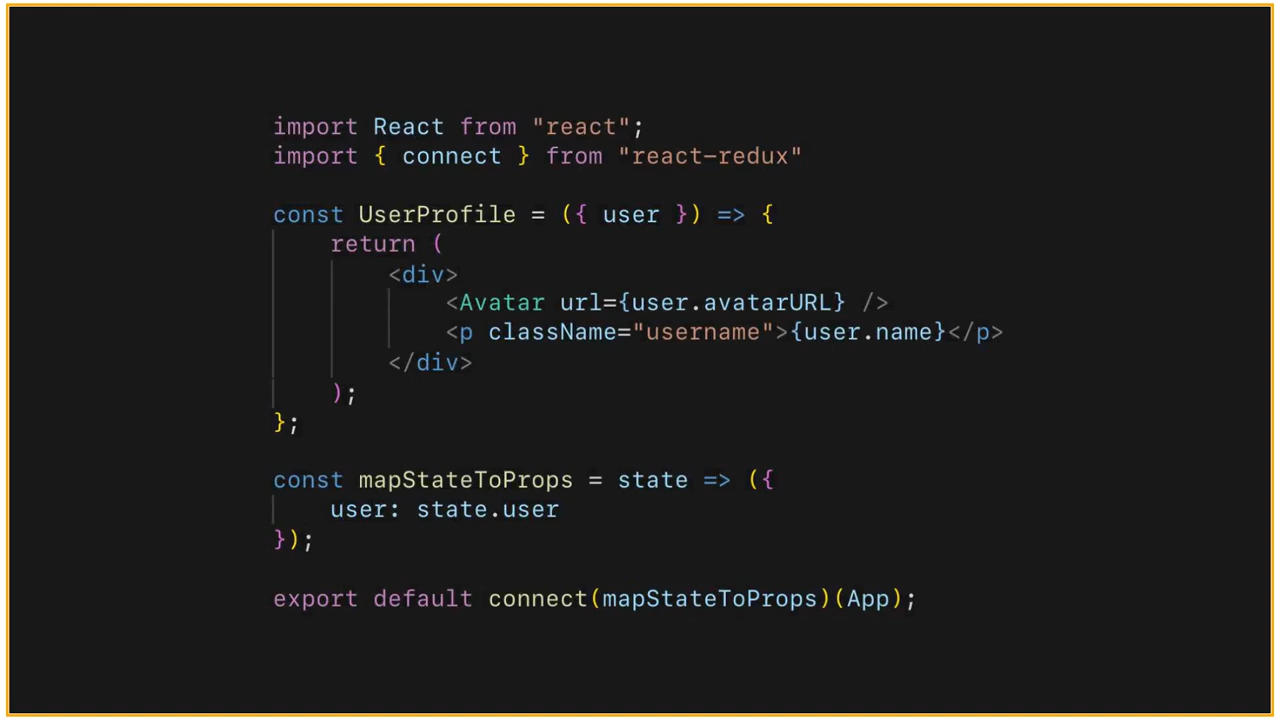 import React from "react";
import { connect } from "react-redux"
const UserProfile = ({ user }) => {
return (
<div>
<Avatar url={user.avatarURL} />
<p className="username">{user.name}</p>
</div>
);
};
const mapStateToProps = state => ({
user: state.user
});
export default connect(mapStateToProps)(App);